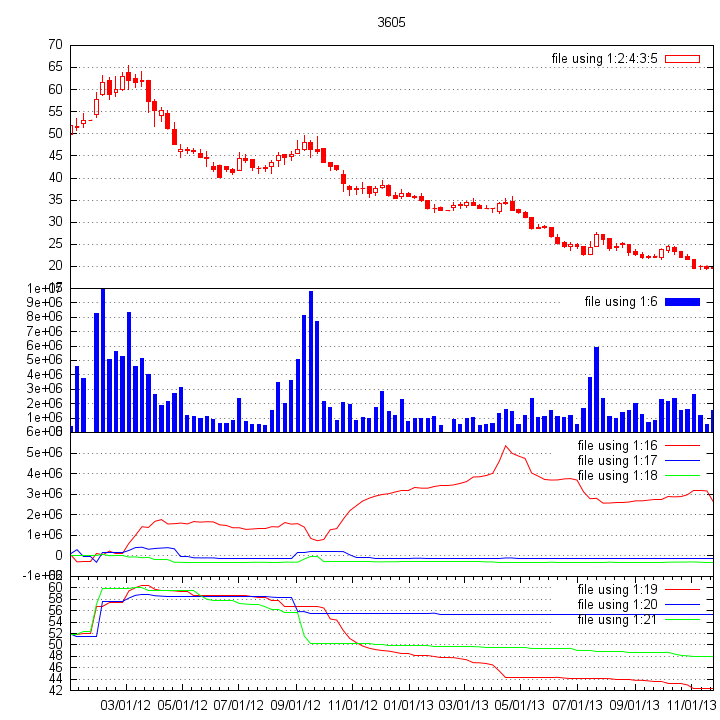 3605
70
file using 1:2:4:3:5
65
60
55
50
45
40
35
30
25
20
1e+07
file using 1:6
9e+06
8e+06
7e+06
6e+06
5e+06
4e+06
3e+06
2e+06
1e+06
6e+06
file using 1:16
5e+06
file using 1:17
4e+06
file using 1:18
3e+06
2e+06
1e+06
0
-1e+06
60
file using 1:19
58
file using 1:20
56
file using 1:21
54
52
50
48
46
44
42
03/01/12 05/01/12 07/01/12 09/01/12 11/01/12 01/01/13 03/01/13 05/01/13 07/01/13 09/01/13 11/01/13